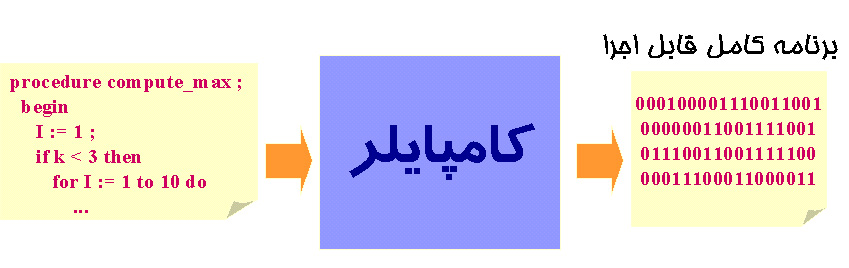 procedure compute_max ;
begin
I := 1 ;
if k < 3 then
for I := 1 to 10 do
...
کامپایلر
برنامه کامل قابل اجرا
000100001110011001
00000011001111001
01110011001111100
00011100011000011